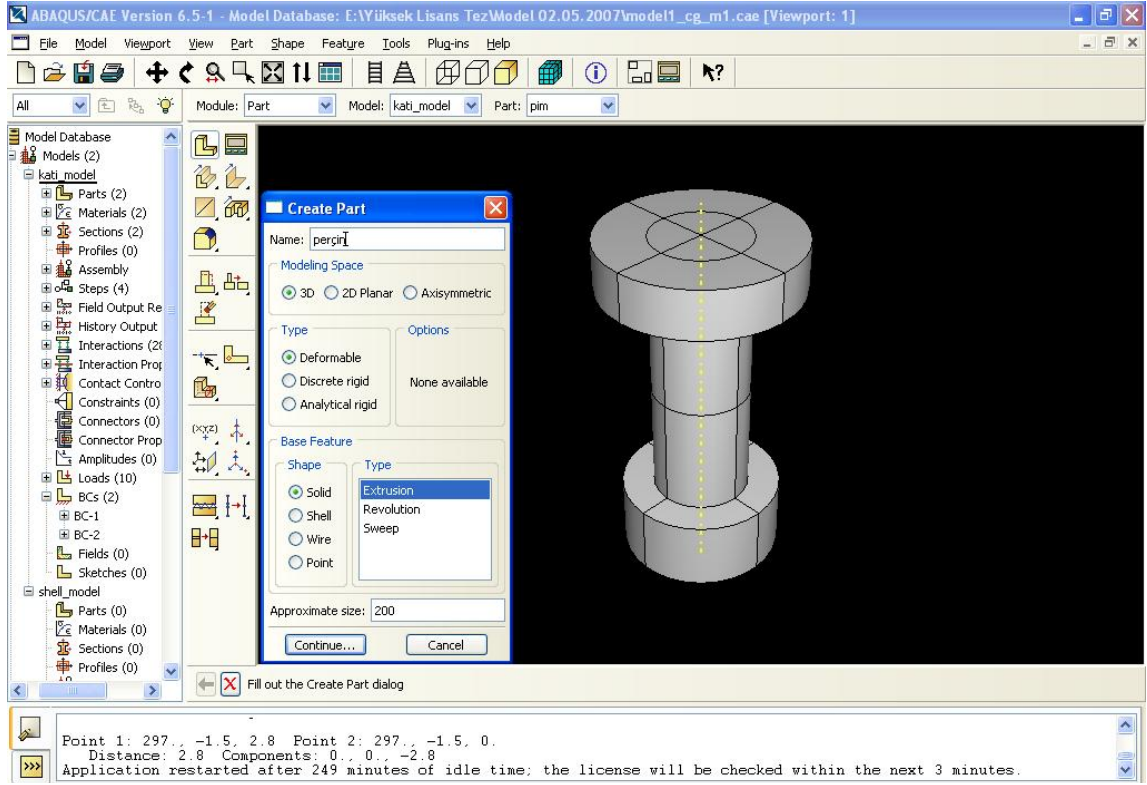 ABAQUS/CAE Version 6.5-1 - Model Database: E:\Yüksek Lisans Tez\Model 02.05.2007\model1_cg_m1.cae [Viewport: 1]
File Model Viewport View Part Shape Feature Tools Plug-ins Help
All Module: Part Model: kati_model Part: pim
Model Database
Models (2)
kati_model
Parts (2)
Materials (2)
Sections (2)
Profiles (0)
Assembly
Steps (4)
Field Output Re
History Output
Interactions (28
Interaction Prop
Contact Contro
Constraints (0)
Connectors (0)
Connector Prop
Amplitudes (0)
Loads (10)
BCs (2)
BC-1
BC-2
Fields (0)
Sketches (0)
shell_model
Parts (0)
Materials (0)
Sections (0)
Profiles (0)
(XYZ)
Create Part
Name: perçin
Modeling Space
3D 2D Planar Axisymmetric
Type Options
Deformable
Discrete rigid None available
Analytical rigid
Base Feature
Shape Type
Solid Extrusion
Shell Revolution
Wire Sweep
Point
Approximate size: 200
Continue... Cancel
Fill out the Create Part dialog
Point 1: 297., -1.5, 2.8 Point 2: 297., -1.5, 0.
Distance: 2.8 Components: 0., 0., -2.8
Application restarted after 249 minutes of idle time; the license will be checked within the next 3 minutes.